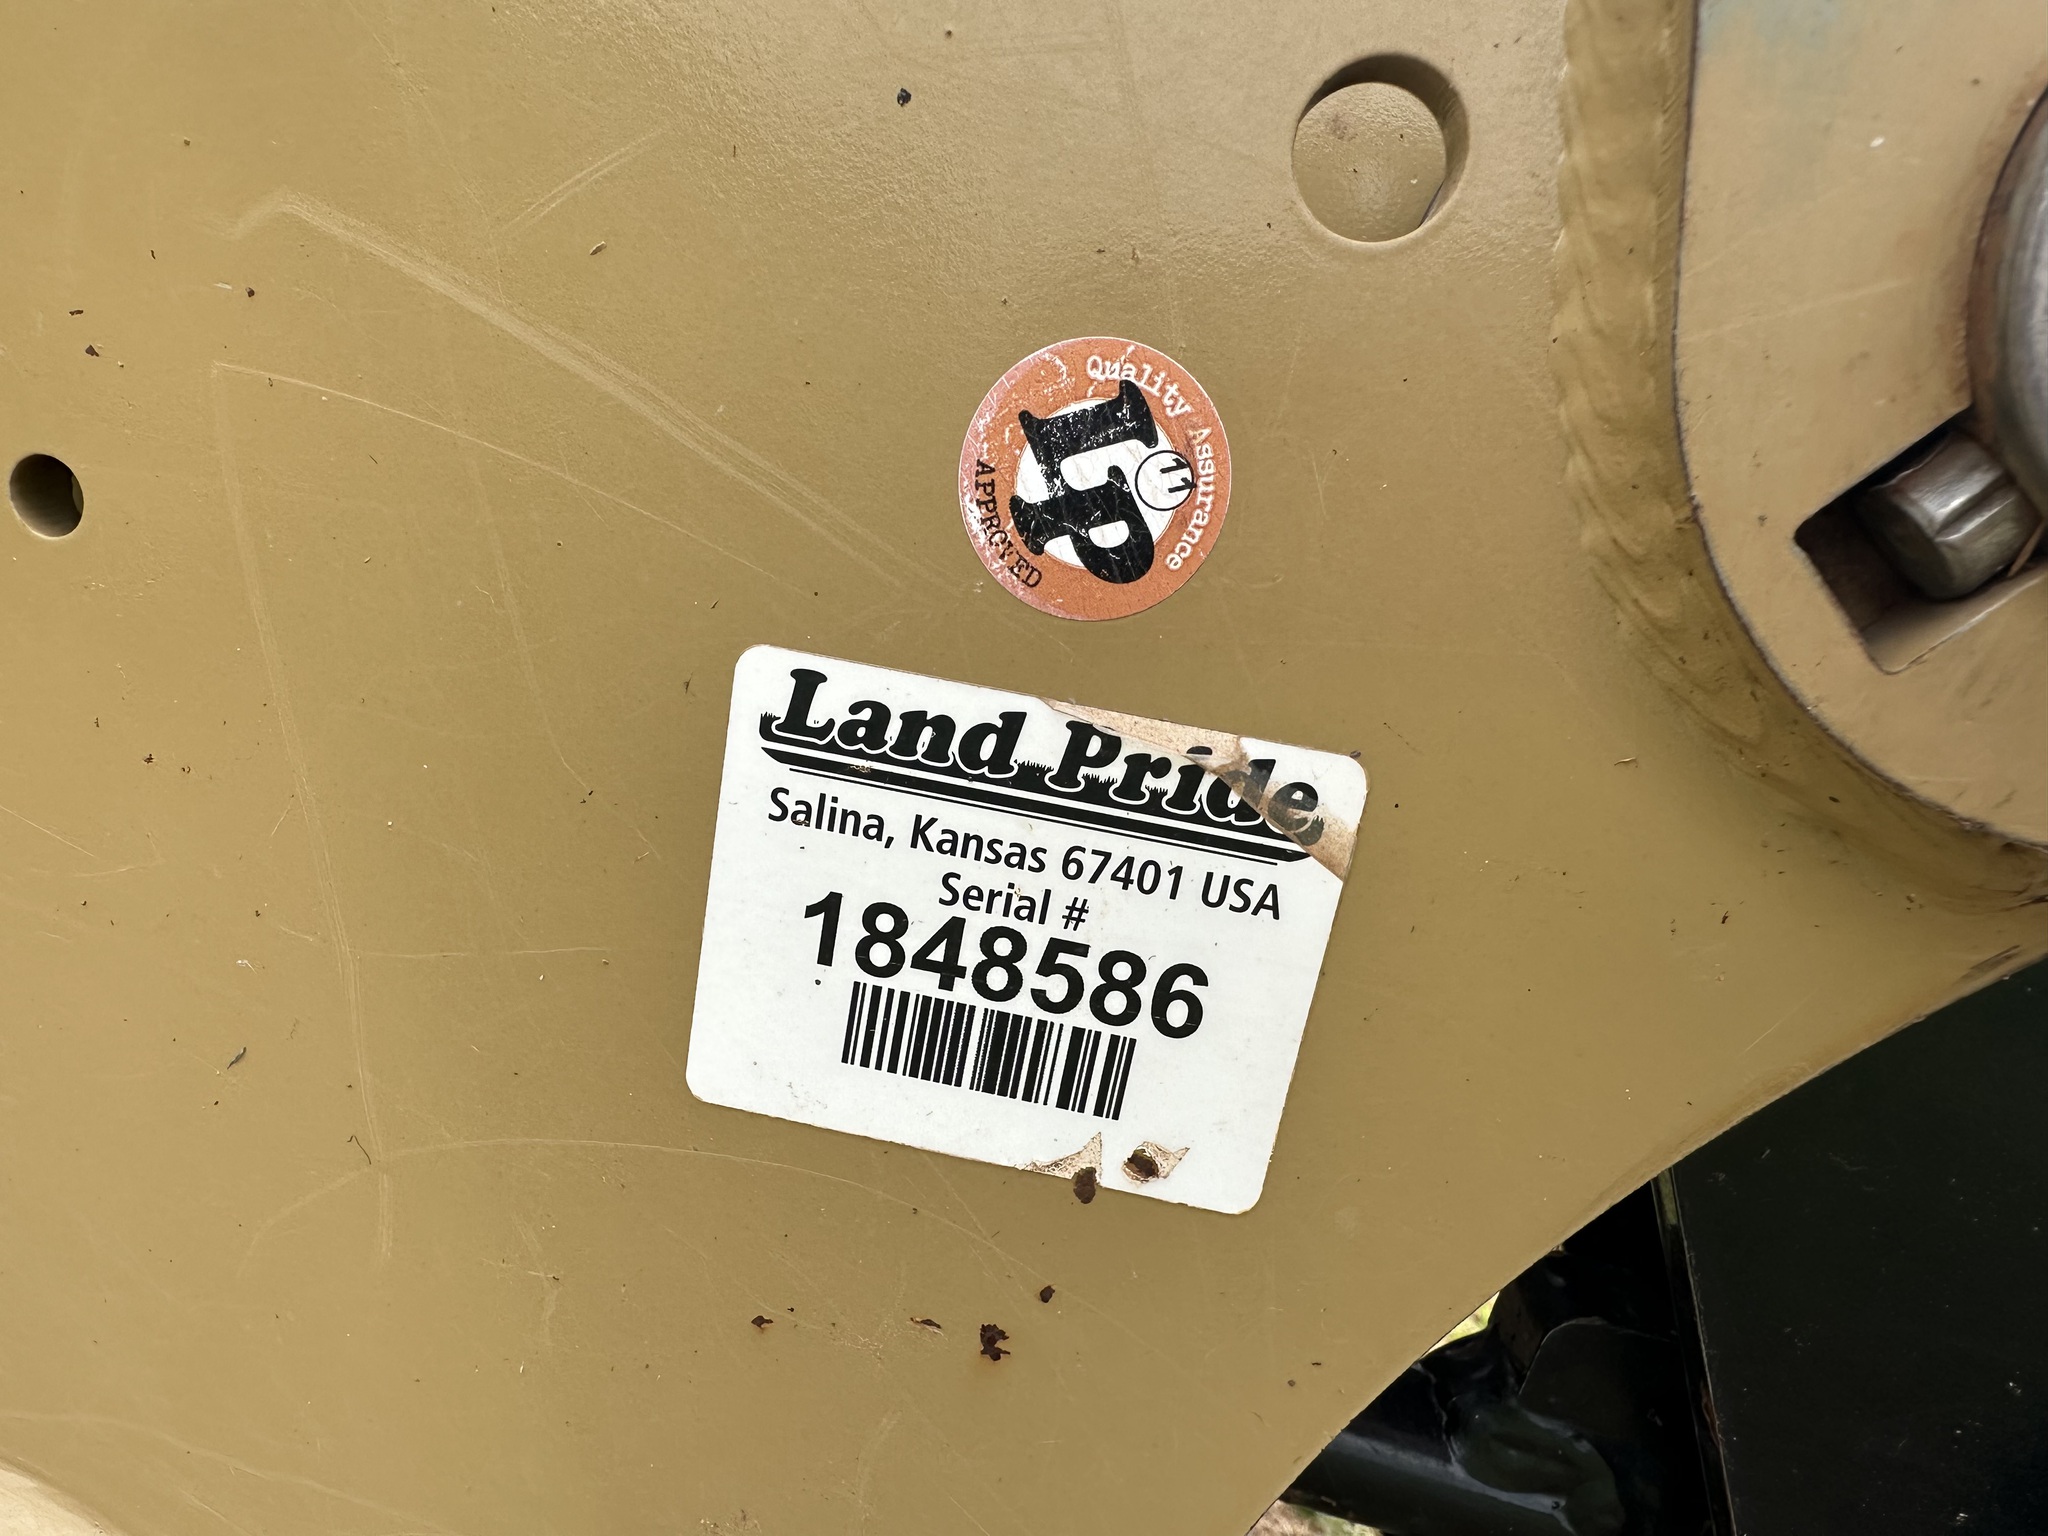 Quality Assurance
LP
11
APPROVED
Land Pride
Salina, Kansas 67401 USA
Serial #
1848586